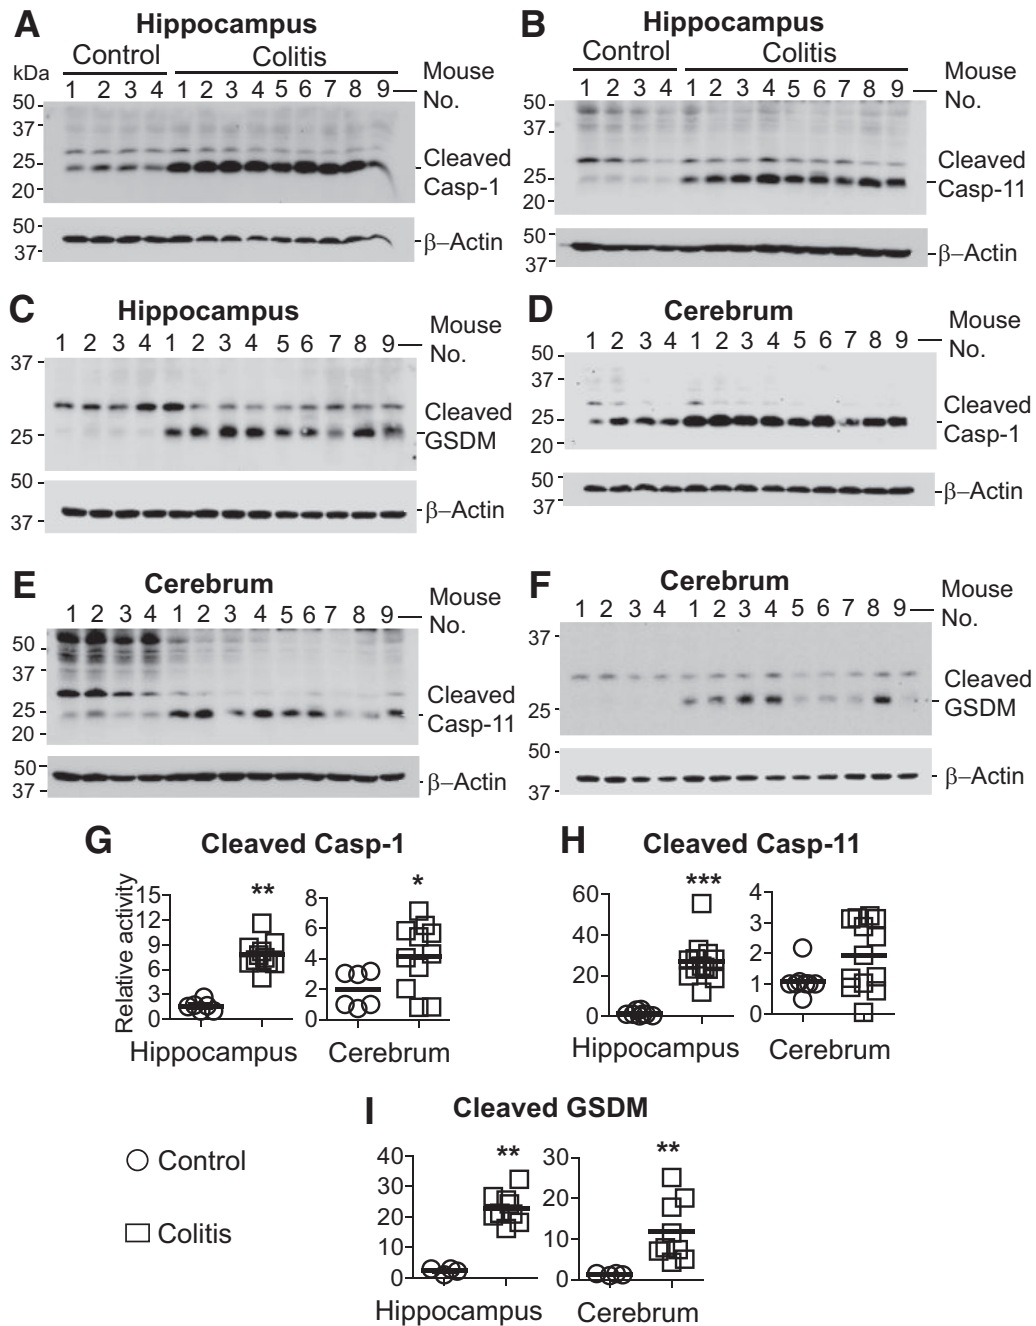 A
Hippocampus
Control Colitis
kDa 1 2 3 4 1 2 3 4 5 6 7 8 9 Mouse No.
50
37
25
20
Cleaved Casp-1
50
37
β–Actin
B
Hippocampus
Control Colitis
1 2 3 4 1 2 3 4 5 6 7 8 9 Mouse No.
50
37
25
20
Cleaved Casp-11
50
37
β–Actin
C
Hippocampus
1 2 3 4 1 2 3 4 5 6 7 8 9 Mouse No.
37
25
Cleaved GSDM
50
37
β–Actin
D
Cerebrum
1 2 3 4 1 2 3 4 5 6 7 8 9 Mouse No.
50
37
25
20
Cleaved Casp-1
50
37
β–Actin
E
Cerebrum
1 2 3 4 1 2 3 4 5 6 7 8 9 Mouse No.
50
37
25
20
Cleaved Casp-11
50
37
β–Actin
F
Cerebrum
1 2 3 4 1 2 3 4 5 6 7 8 9 Mouse No.
37
25
Cleaved GSDM
50
37
β–Actin
G
Cleaved Casp-1
Relative activity
15
12
9
6
3
0
**
Hippocampus
8
6
4
2
0
*
Cerebrum
H
Cleaved Casp-11
60
40
20
0
***
Hippocampus
4
3
2
1
0
Cerebrum
I
Cleaved GSDM
Control
Colitis
40
30
20
10
0
**
Hippocampus
30
20
10
0
**
Cerebrum